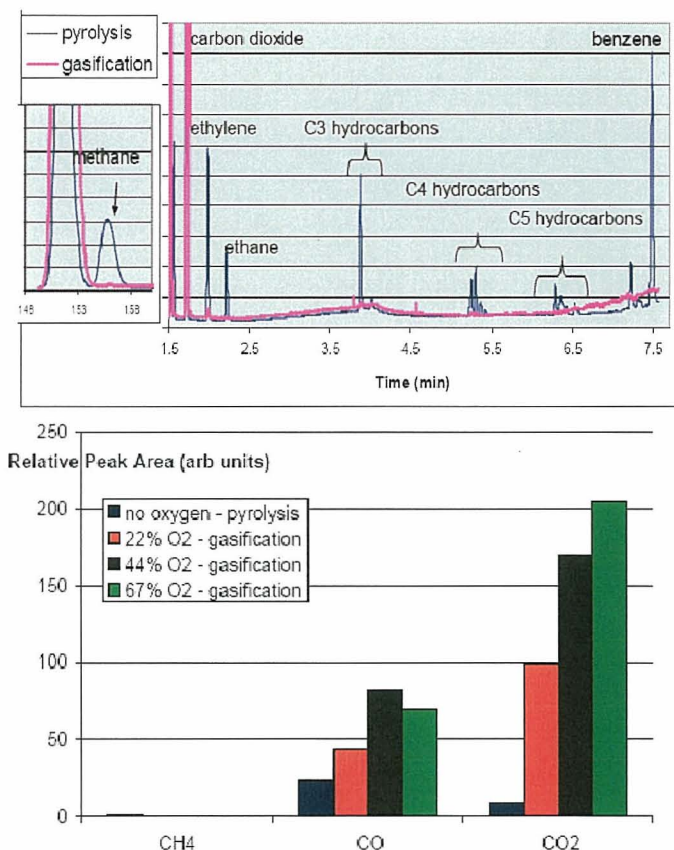 pyrolysis
gasification
carbon dioxide
benzene
methane
ethylene
C3 hydrocarbons
C4 hydrocarbons
C5 hydrocarbons
ethane
148 153 158
1.5 2.5 3.5 4.5 5.5 6.5 7.5
Time (min)
250
Relative Peak Area (arb units)
200
150
100
50
0
no oxygen - pyrolysis
22% O2 - gasification
44% O2 - gasification
67% O2 - gasification
CH4 CO CO2